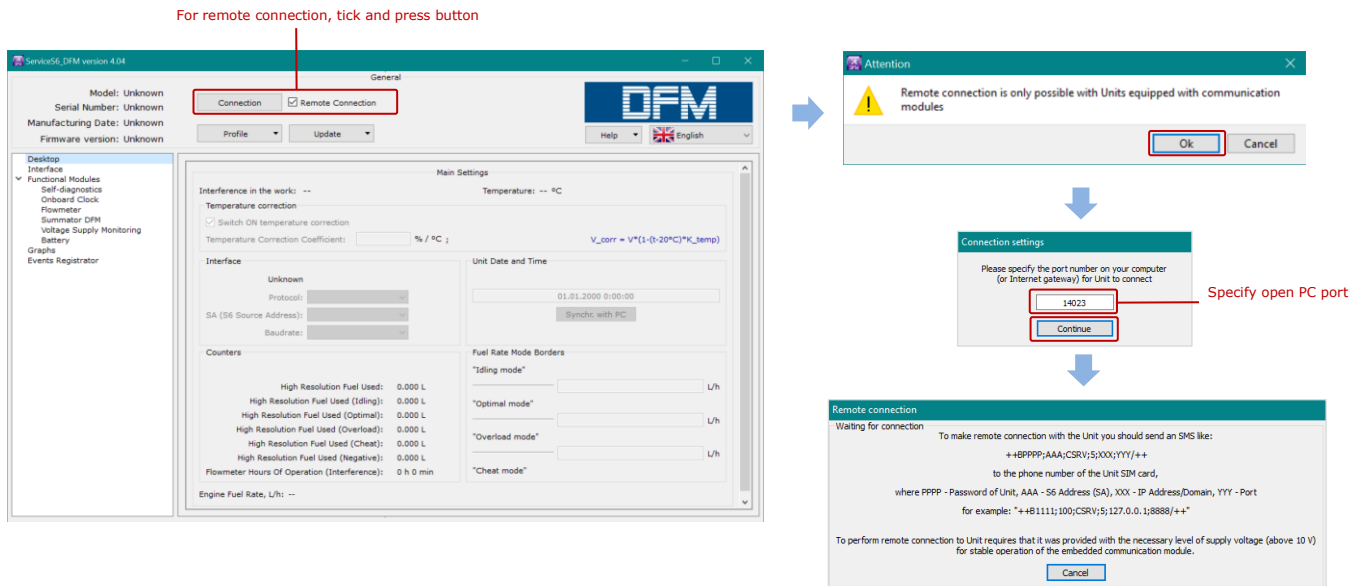 For remote connection, tick and press button
ServiceS6_DFM version 4.04
General
Model: Unknown
Serial Number: Unknown
Manufacturing Date: Unknown
Firmware version: Unknown
Connection
Remote Connection
Profile
Update
DFM
Help
English
Desktop
Interface
Functional Modules
Self-diagnostics
Onboard Clock
Flowmeter
Summator DFM
Voltage Supply Monitoring
Battery
Graphs
Events Registrator
Main Settings
Interference in the work: --
Temperature: -- ºC
Temperature correction
Switch ON temperature correction
Temperature Correction Coefficient:
% / ºC ;
V_corr = V*(1-(t-20ºC)*K_temp)
Interface
Unknown
Protocol:
SA (S6 Source Address):
Baudrate:
Unit Date and Time
01.01.2000 0:00:00
Synchr. with PC
Counters
High Resolution Fuel Used: 0.000 L
High Resolution Fuel Used (Idling): 0.000 L
High Resolution Fuel Used (Optimal): 0.000 L
High Resolution Fuel Used (Overload): 0.000 L
High Resolution Fuel Used (Cheat): 0.000 L
High Resolution Fuel Used (Negative): 0.000 L
Flowmeter Hours Of Operation (Interference): 0 h 0 min
Fuel Rate Mode Borders
"Idling mode"
L/h
"Optimal mode"
L/h
"Overload mode"
L/h
"Cheat mode"
Engine Fuel Rate, L/h: --
Attention
Remote connection is only possible with Units equipped with communication
modules
Ok
Cancel
Connection settings
Please specify the port number on your computer
(or Internet gateway) for Unit to connect
14023
Continue
Specify open PC port
Remote connection
Waiting for connection
To make remote connection with the Unit you should send an SMS like:
++BPPPP;AAA;CSRV;5;XXX;YYY/++
to the phone number of the Unit SIM card,
where PPPP - Password of Unit, AAA - S6 Address (SA), XXX - IP Address/Domain, YYY - Port
for example: "++B1111;100;CSRV;5;127.0.0.1;8888/++"
To perform remote connection to Unit requires that it was provided with the necessary level of supply voltage (above 10 V)
for stable operation of the embedded communication module.
Cancel